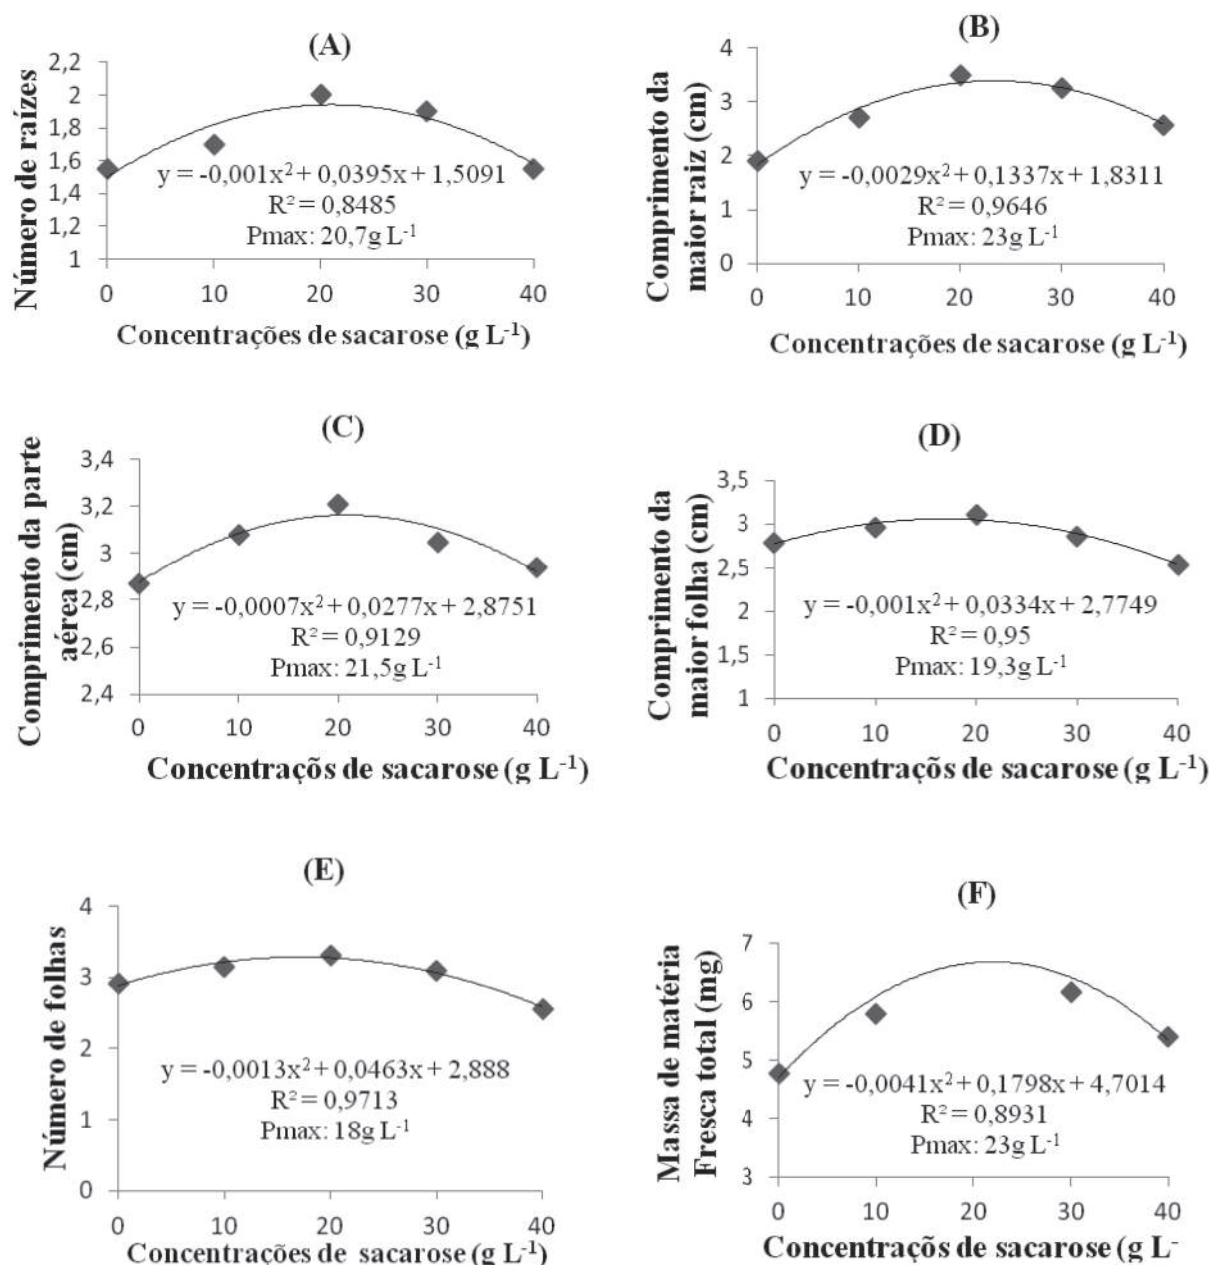 (A)
Número de raízes
2,2
2
1,8
1,6
1,4
1,2
1
y = -0,001x² + 0,0395x + 1,5091
R² = 0,8485
Pmax: 20,7g L⁻¹
0 10 20 30 40
Concentrações de sacarose (g L⁻¹)
(B)
Comprimento da
maior raiz (cm)
4
3
2
1
0
y = -0,0029x² + 0,1337x + 1,8311
R² = 0,9646
Pmax: 23g L⁻¹
0 10 20 30 40
Concentrações de sacarose (g L⁻¹)
(C)
Comprimento da parte
aérea (cm)
3,4
3,2
3
2,8
2,6
2,4
y = -0,0007x² + 0,0277x + 2,8751
R² = 0,9129
Pmax: 21,5g L⁻¹
0 10 20 30 40
Concentraçõs de sacarose (g L⁻¹)
(D)
Comprimento da
maior folha (cm)
3,5
3
2,5
2
1,5
1
y = -0,001x² + 0,0334x + 2,7749
R² = 0,95
Pmax: 19,3g L⁻¹
0 10 20 30 40
Concentraçõs de sacarose (g L⁻¹)
(E)
Número de folhas
4
3
2
1
0
y = -0,0013x² + 0,0463x + 2,888
R² = 0,9713
Pmax: 18g L⁻¹
0 10 20 30 40
Concentrações de sacarose (g L⁻¹)
(F)
Massa de matéria
Fresca total (mg)
7
6
5
4
3
y = -0,0041x² + 0,1798x + 4,7014
R² = 0,8931
Pmax: 23g L⁻¹
0 10 20 30 40
Concentraçõs de sacarose (g L⁻